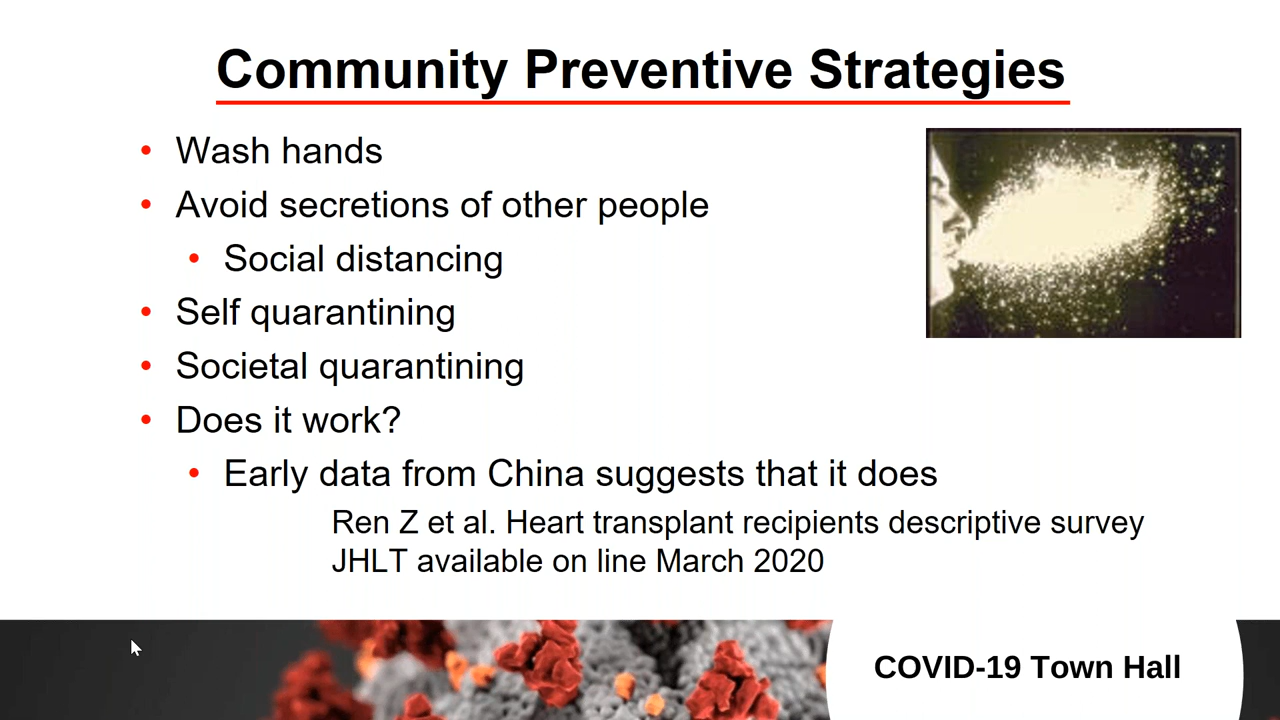 Community Preventive Strategies
• Wash hands
• Avoid secretions of other people
• Social distancing
• Self quarantining
• Societal quarantining
• Does it work?
• Early data from China suggests that it does
Ren Z et al. Heart transplant recipients descriptive survey
JHLT available on line March 2020
COVID-19 Town Hall